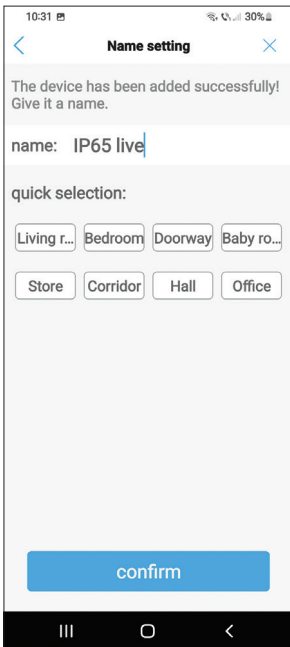 10:31 30%
Name setting
The device has been added successfully!
Give it a name.
name: IP65 live
quick selection:
Living r... Bedroom Doorway Baby ro...
Store Corridor Hall Office
confirm